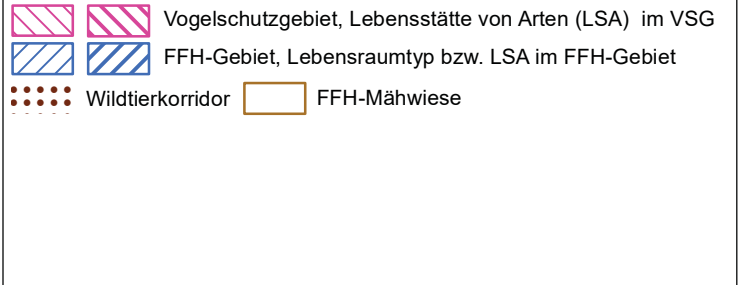 Vogelschutzgebiet, Lebensstätte von Arten (LSA) im VSG
FFH-Gebiet, Lebensraumtyp bzw. LSA im FFH-Gebiet
Wildtierkorridor FFH-Mähwiese